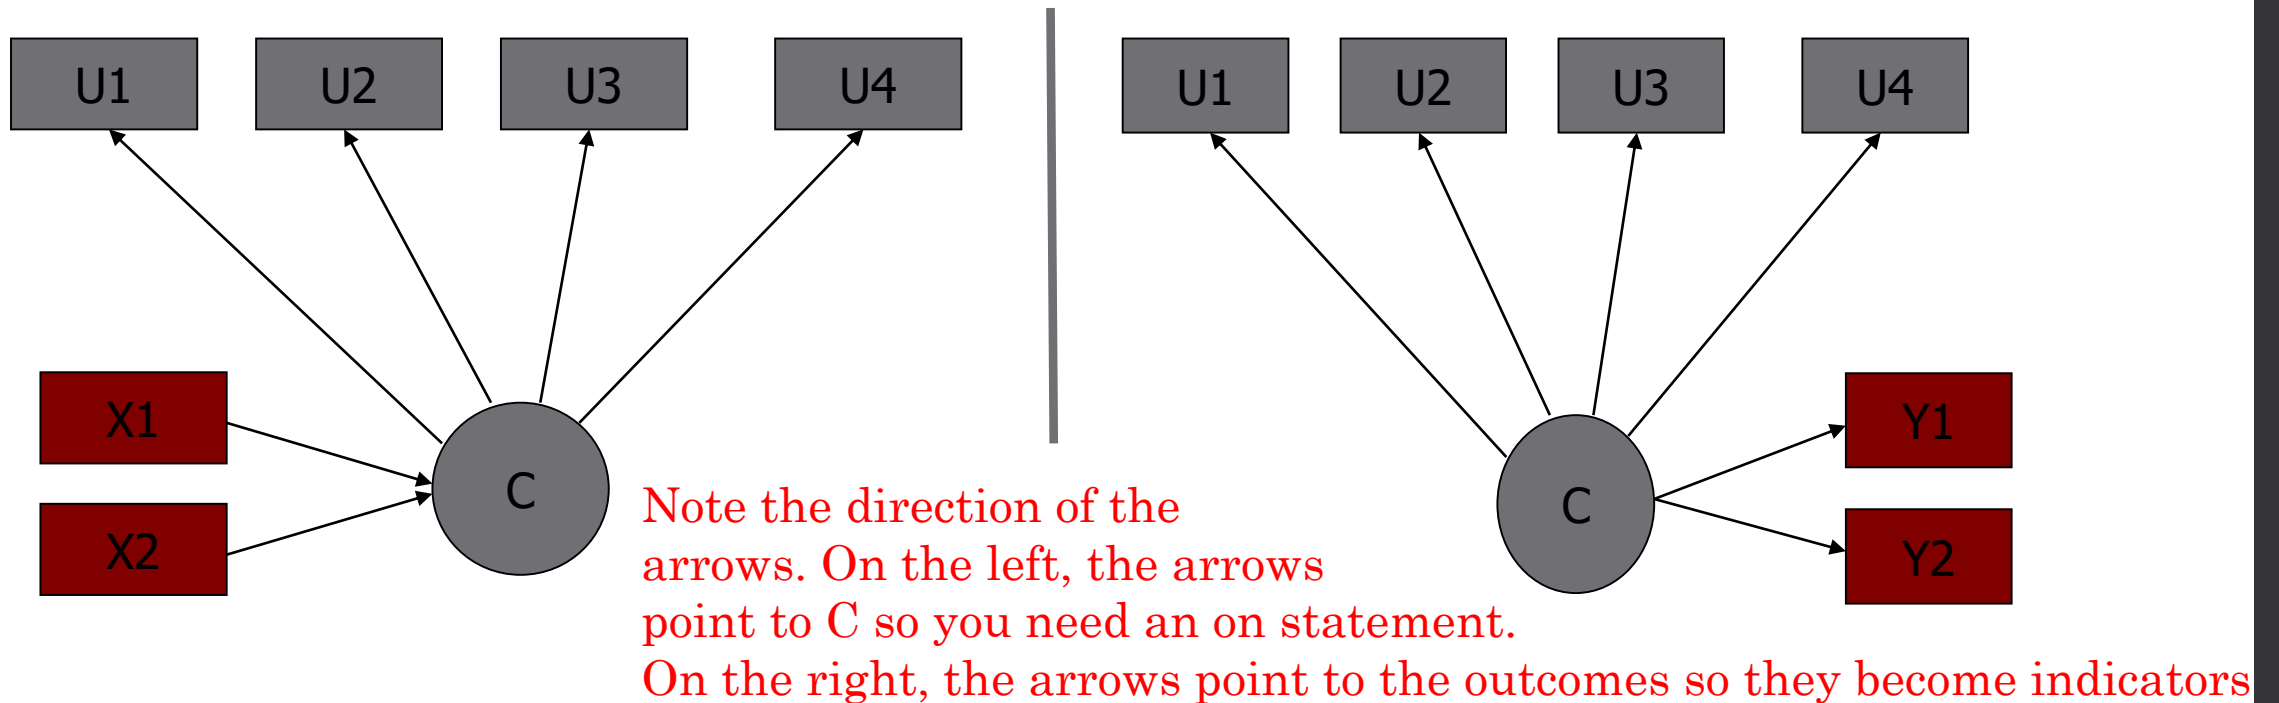 U1 U2 U3 U4
X1
X2
C
U1 U2 U3 U4
C
Y1
Y2
Note the direction of the
arrows. On the left, the arrows
point to C so you need an on statement.
On the right, the arrows point to the outcomes so they become indicators